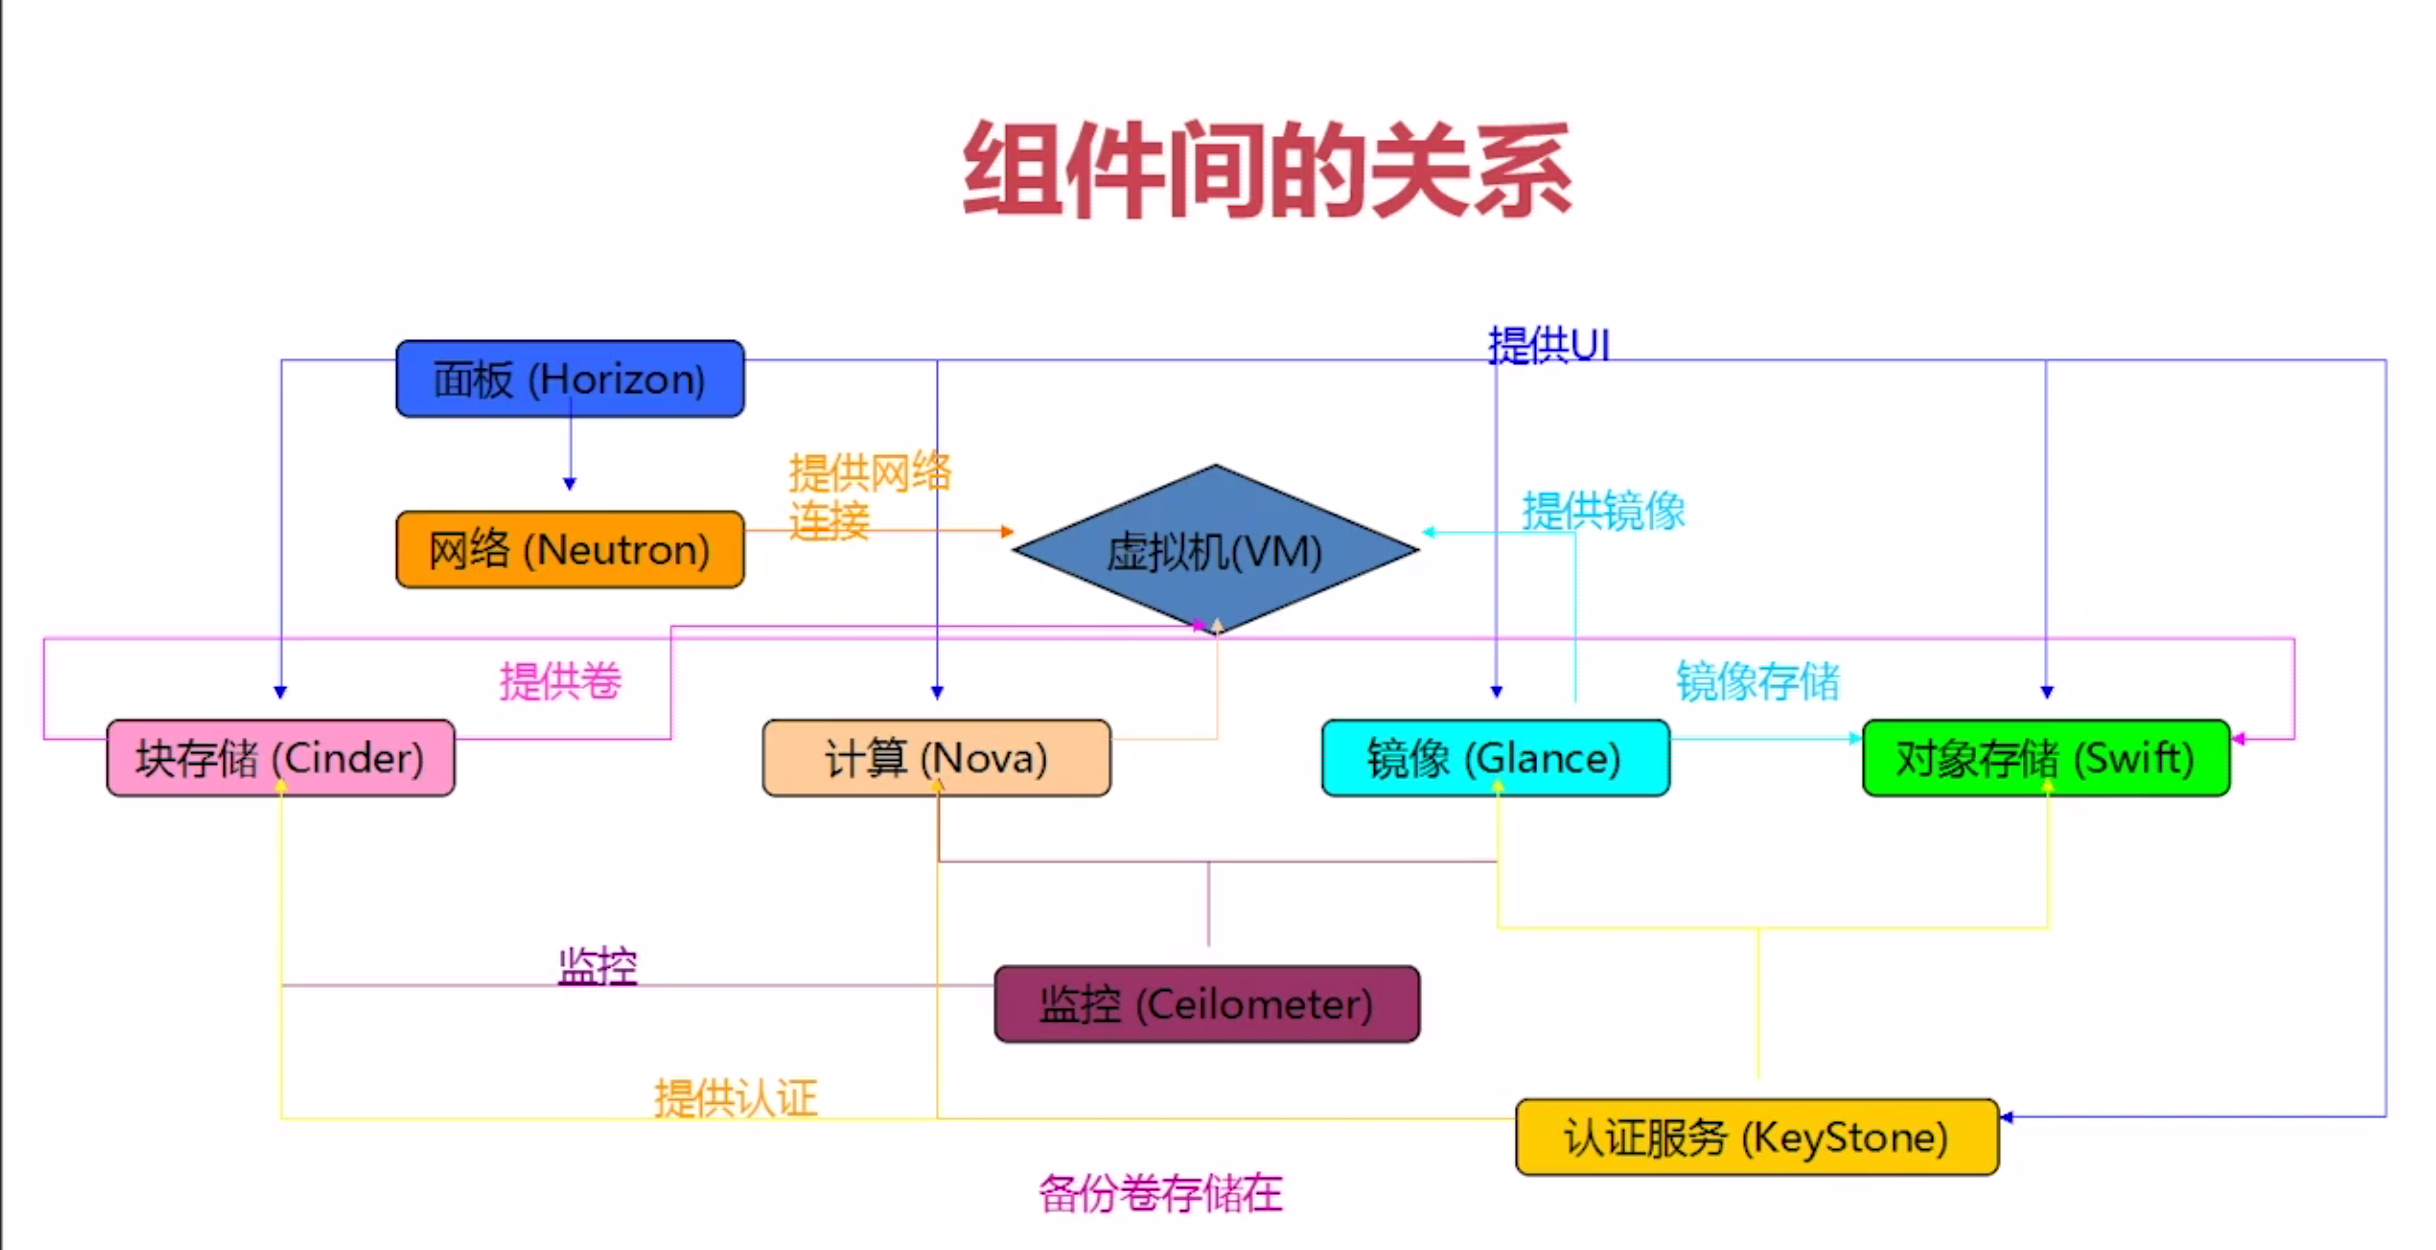 组件间的关系
提供UI
面板 (Horizon)
提供网络
连接
提供镜像
网络 (Neutron)
虚拟机(VM)
提供卷
镜像存储
块存储 (Cinder)
计算 (Nova)
镜像 (Glance)
对象存储 (Swift)
监控
监控 (Ceilometer)
提供认证
认证服务 (KeyStone)
备份卷存储在